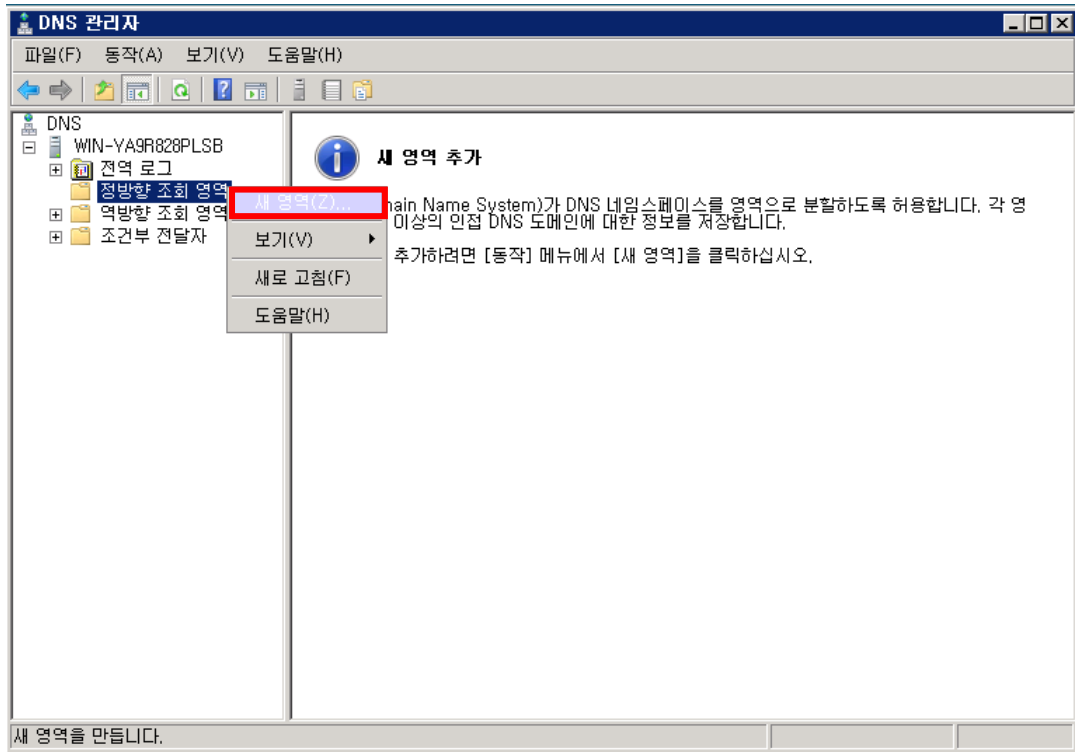 DNS 관리자
파일(F) 동작(A) 보기(V) 도움말(H)
DNS
WIN-YA9R828PLSB
전역 로그
정방향 조회 영역
역방향 조회 영역
조건부 전달자
새 영역(Z)...
보기(V)
새로 고침(F)
도움말(H)
새 영역 추가
main Name System)가 DNS 네임스페이스를 영역으로 분할하도록 허용합니다. 각 영
이상의 인접 DNS 도메인에 대한 정보를 저장합니다.
추가하려면 [동작] 메뉴에서 [새 영역]을 클릭하십시오.
새 영역을 만듭니다.